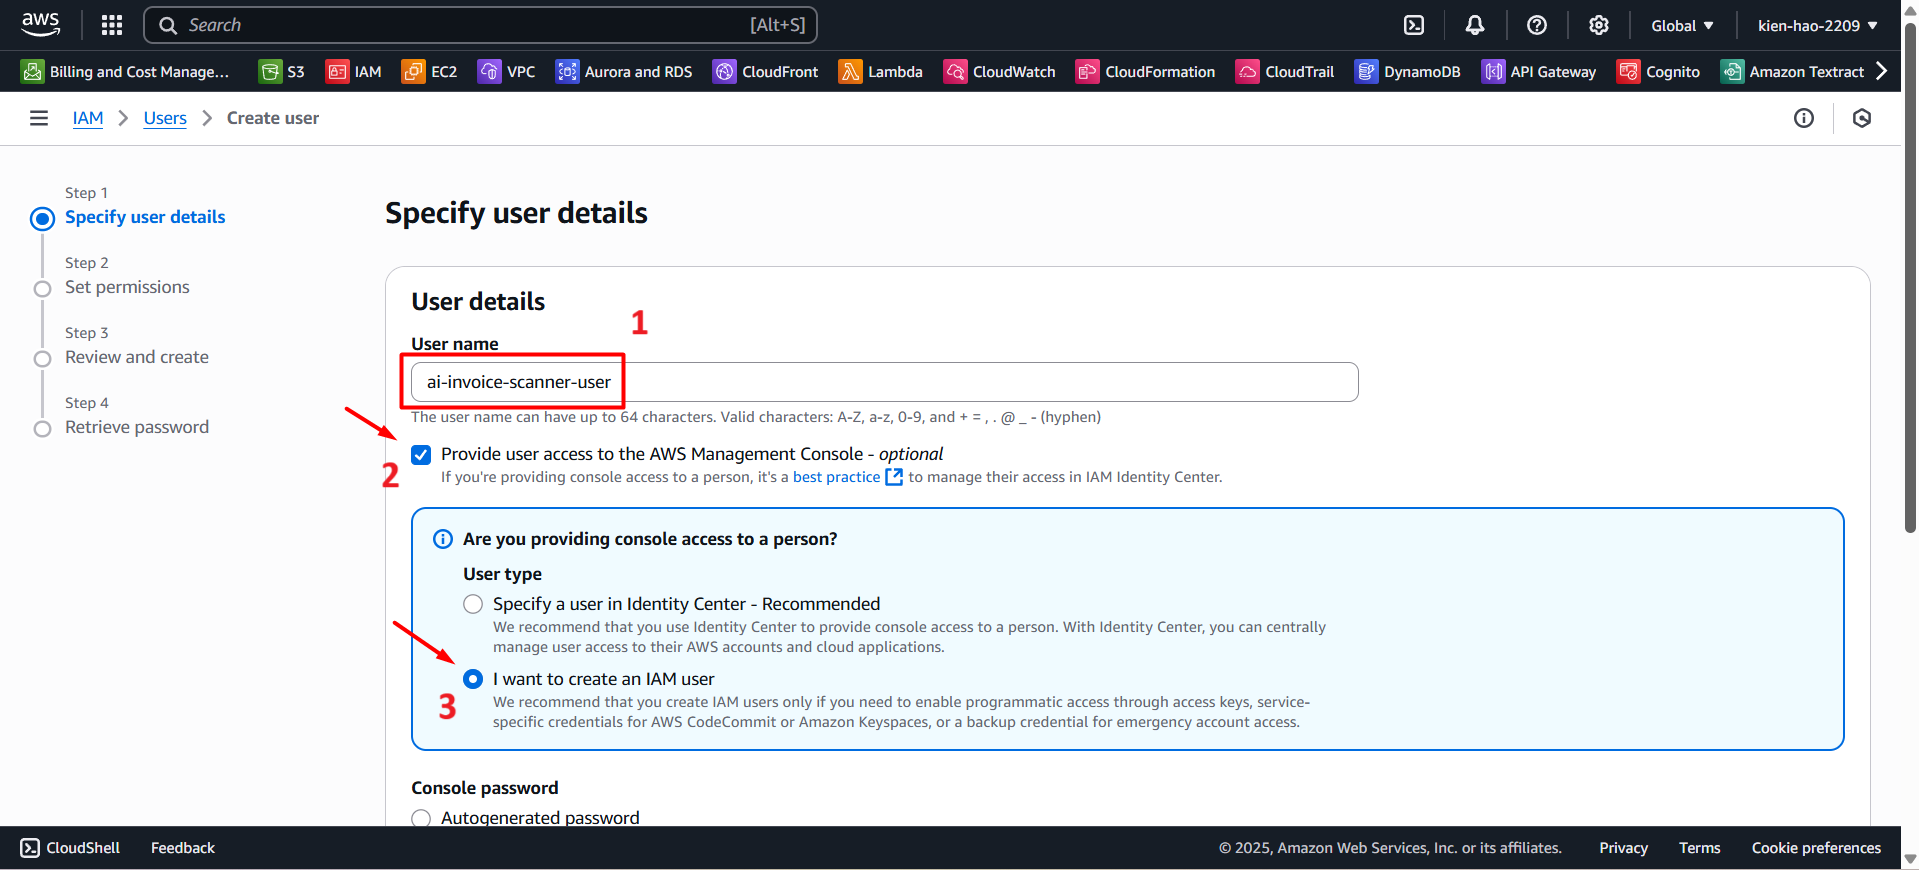 aws
Search [Alt+S]
Global
kien-hao-2209
Billing and Cost Manage...
S3
IAM
EC2
VPC
Aurora and RDS
CloudFront
Lambda
CloudWatch
CloudFormation
CloudTrail
DynamoDB
API Gateway
Cognito
Amazon Textract
IAM
Users
Create user
Step 1
Specify user details
Step 2
Set permissions
Step 3
Review and create
Step 4
Retrieve password
Specify user details
User details
1
User name
ai-invoice-scanner-user
The user name can have up to 64 characters. Valid characters: A-Z, a-z, 0-9, and + = , . @ _ - (hyphen)
2
Provide user access to the AWS Management Console - optional
If you're providing console access to a person, it's a best practice to manage their access in IAM Identity Center.
Are you providing console access to a person?
User type
Specify a user in Identity Center - Recommended
We recommend that you use Identity Center to provide console access to a person. With Identity Center, you can centrally
manage user access to their AWS accounts and cloud applications.
3
I want to create an IAM user
We recommend that you create IAM users only if you need to enable programmatic access through access keys, service-
specific credentials for AWS CodeCommit or Amazon Keyspaces, or a backup credential for emergency account access.
Console password
Autogenerated password
CloudShell
Feedback
© 2025, Amazon Web Services, Inc. or its affiliates.
Privacy
Terms
Cookie preferences